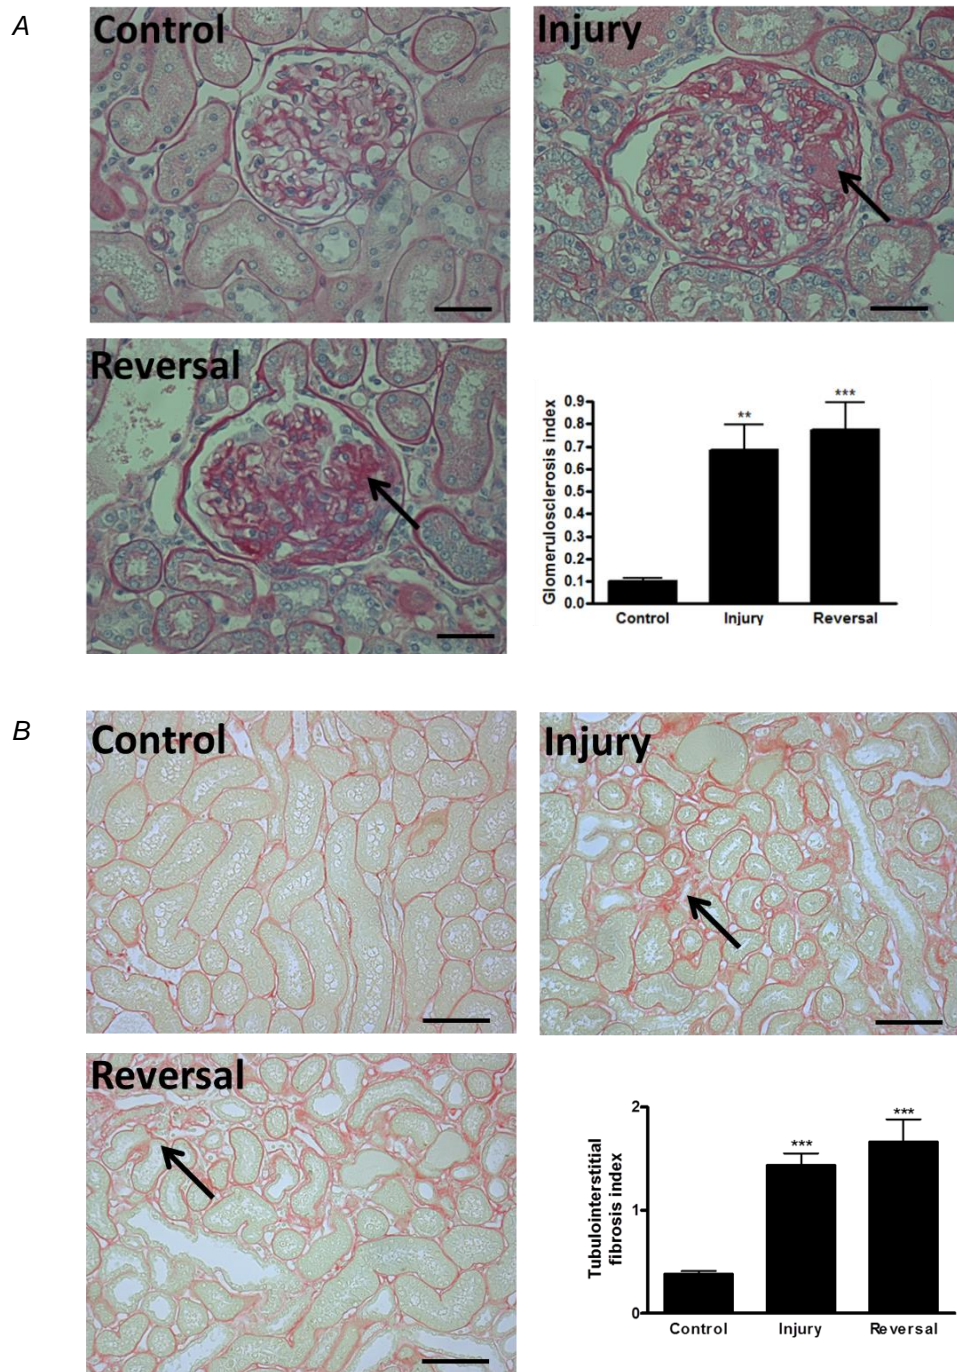 A
Control
Injury
Reversal
Glomerulosclerosis index
0.9
0.8
0.7
0.6
0.5
0.4
0.3
0.2
0.1
0.0
**
***
Control Injury Reversal
B
Control
Injury
Reversal
Tubulointerstitial
fibrosis index
2
1
0
***
***
Control Injury Reversal